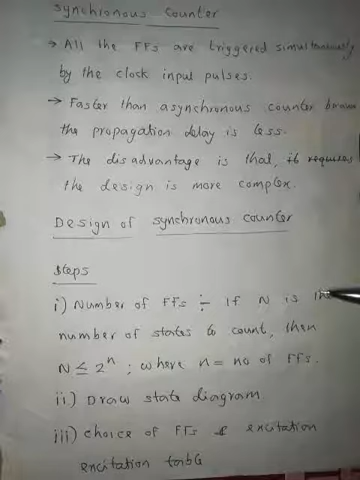 Synchronous Counter
→ All the FFs are triggered simultaneously
by the clock input pulses.
→ Faster than asynchronous counter because
the propagation delay is less.
→ The disadvantage is that, it requires
the design is more complex.
Design of synchronous counter
Steps
i) Number of FFs ÷ If N is the
number of states to count, then
N ≤ 2ⁿ ; where n = no of FFs.
ii) Draw state diagram.
iii) choice of FFs & excitation
excitation table